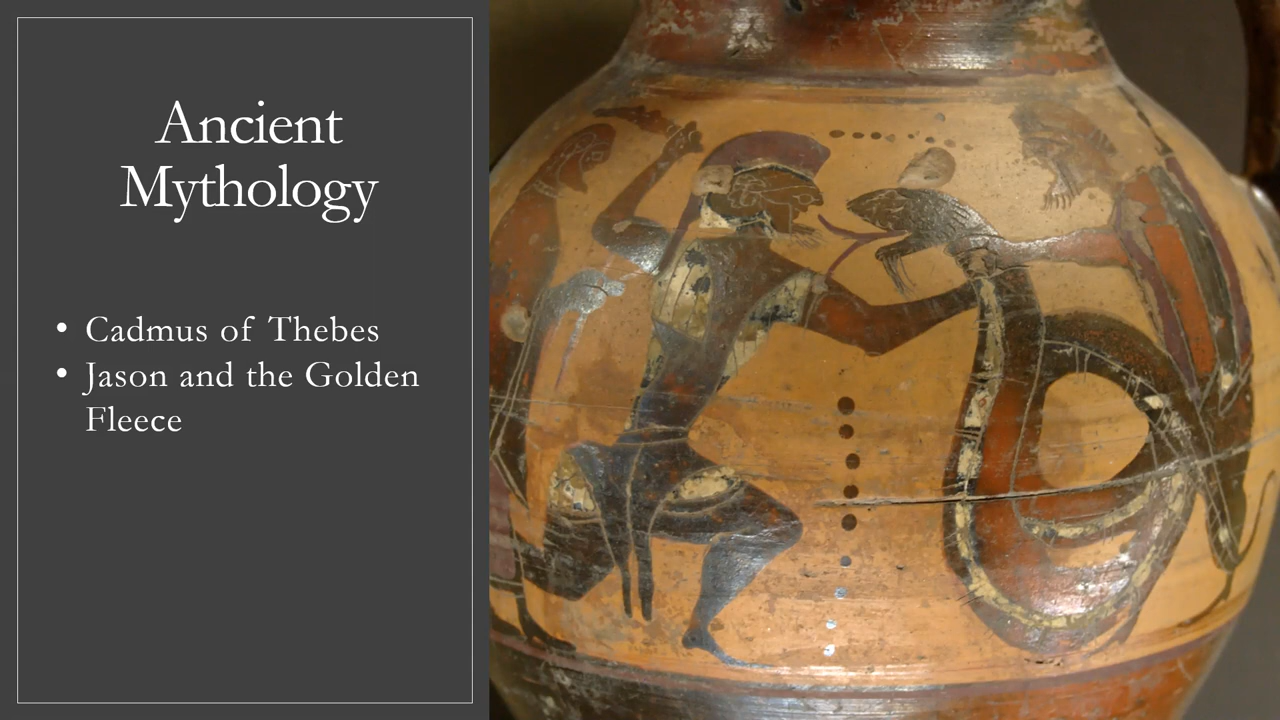 Ancient
Mythology
• Cadmus of Thebes
• Jason and the Golden
Fleece